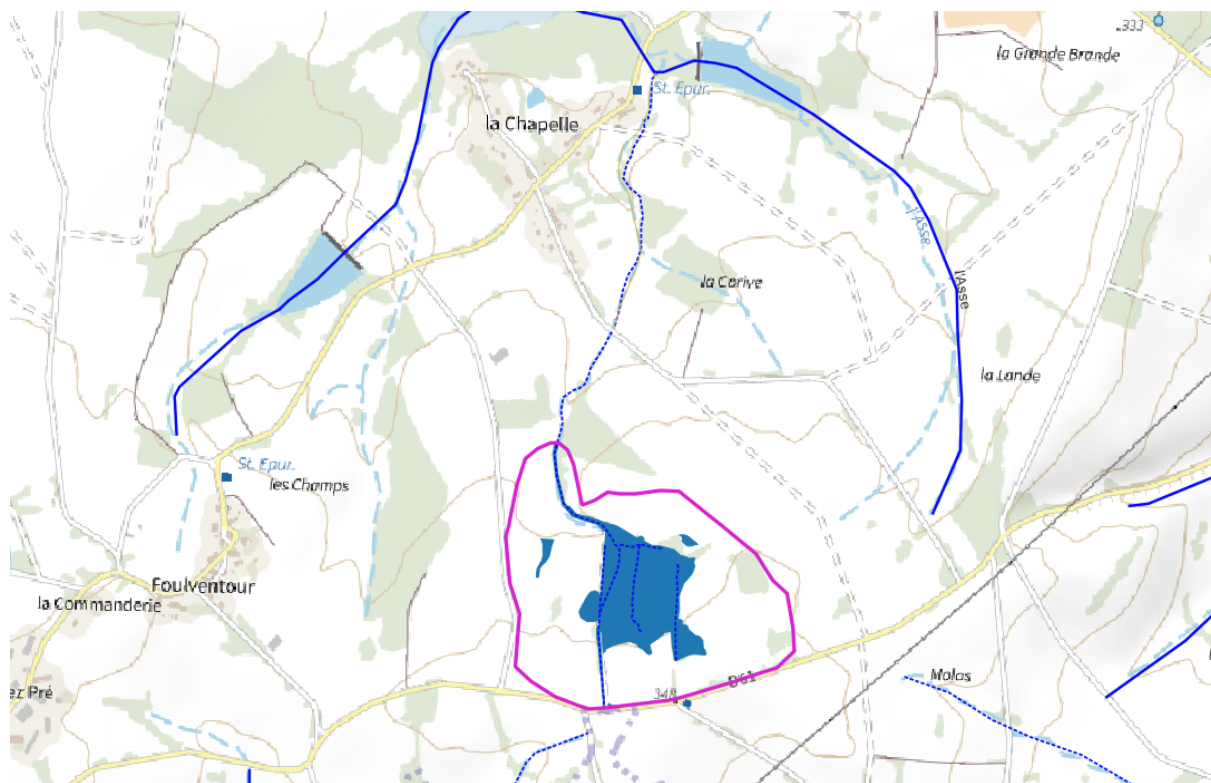 .333
la Grande Brande
St. Epur.
la Chapelle
l'Asse
l'Asse
la Carive
la Lande
St. Epur.
les Champs
Foulventour
la Commanderie
ez Pré
D61
348
Molas